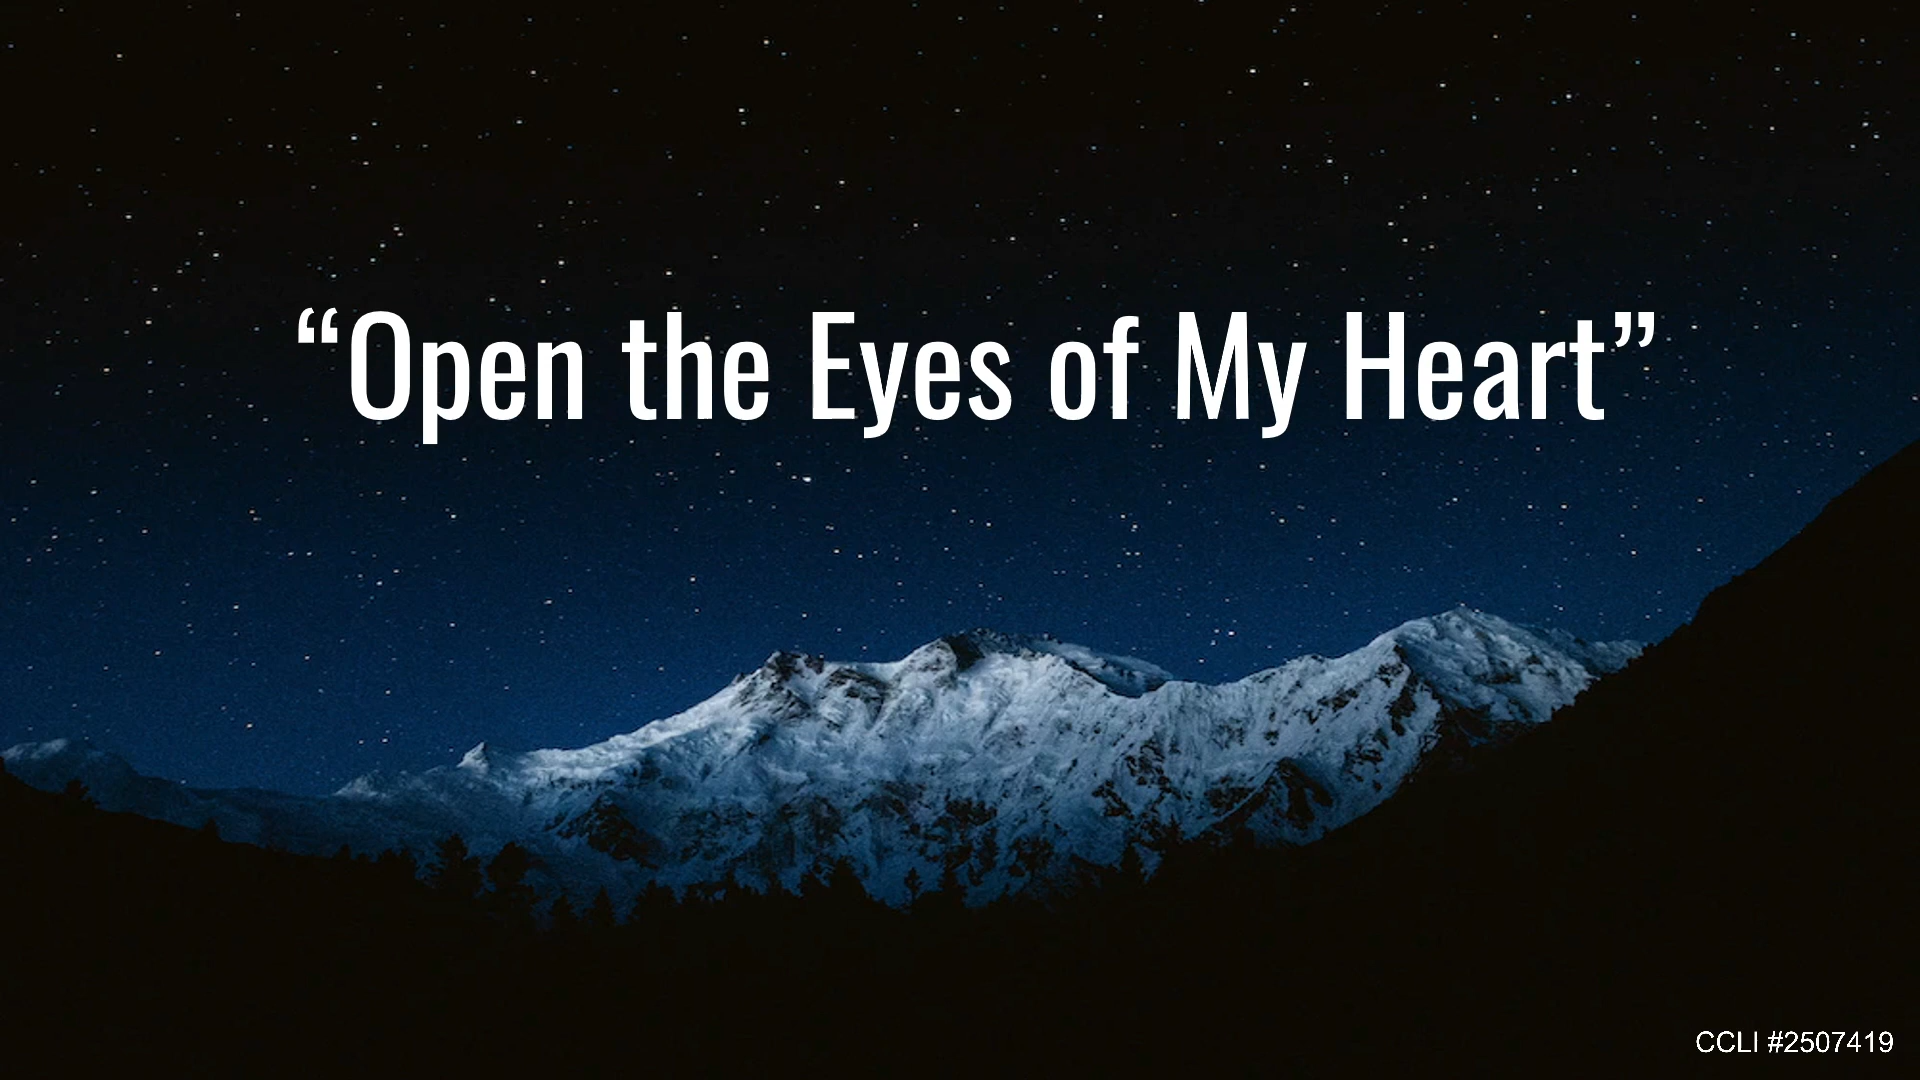 “Open the Eyes of My Heart”
CCLI #2507419